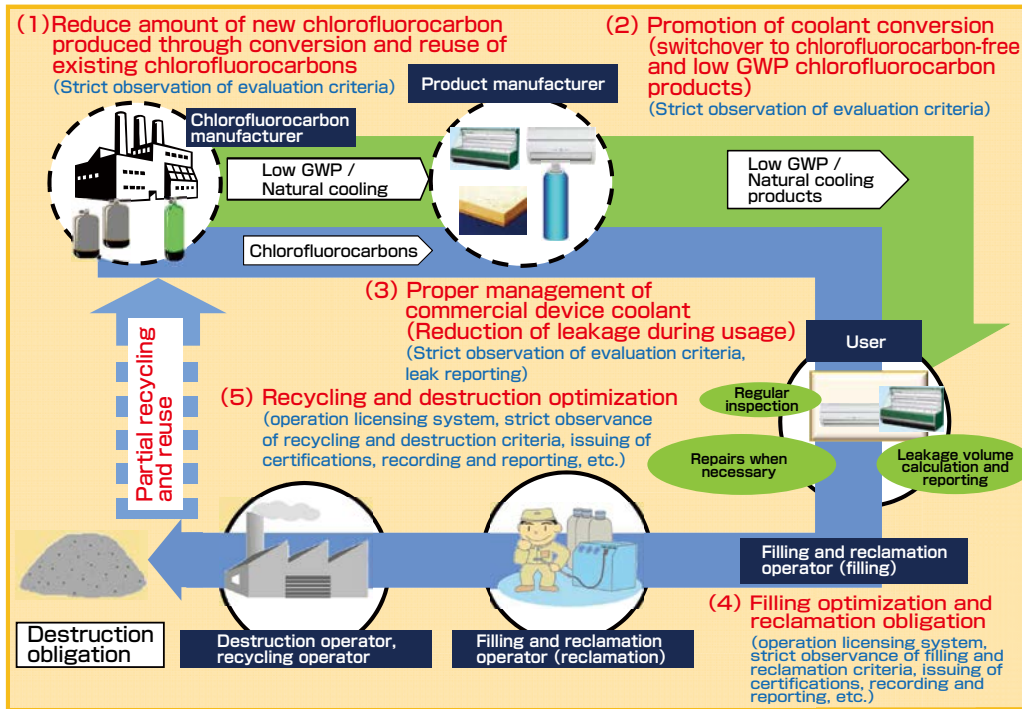 (1) Reduce amount of new chlorofluorocarbon
produced through conversion and reuse of
existing chlorofluorocarbons
(Strict observation of evaluation criteria)
(2) Promotion of coolant conversion
(switchover to chlorofluorocarbon-free
and low GWP chlorofluorocarbon
products)
(Strict observation of evaluation criteria)
Product manufacturer
Chlorofluorocarbon
manufacturer
Low GWP /
Natural cooling
Low GWP /
Natural cooling
products
Chlorofluorocarbons
(3) Proper management of
commercial device coolant
(Reduction of leakage during usage)
(Strict observation of evaluation criteria,
leak reporting)
User
Regular
inspection
Repairs when
necessary
Leakage volume
calculation and
reporting
(5) Recycling and destruction optimization
(operation licensing system, strict observance
of recycling and destruction criteria, issuing of
certifications, recording and reporting, etc.)
Partial recycling
and reuse
Filling and reclamation
operator (filling)
(4) Filling optimization and
reclamation obligation
(operation licensing system,
strict observance of filling and
reclamation criteria, issuing of
certifications, recording and
reporting, etc.)
Destruction
obligation
Destruction operator,
recycling operator
Filling and reclamation
operator (reclamation)